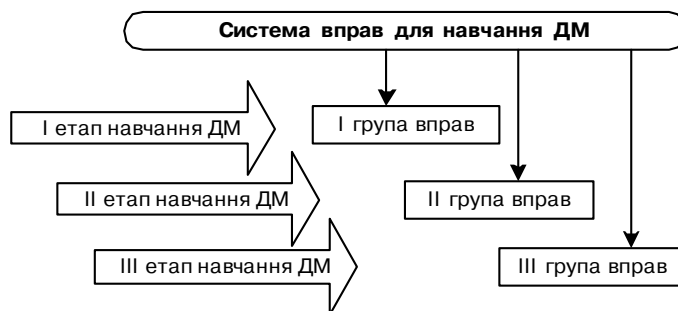 Система вправ для навчання ДМ
І етап навчання ДМ
І група вправ
ІІ етап навчання ДМ
ІІ група вправ
ІІІ етап навчання ДМ
ІІІ група вправ